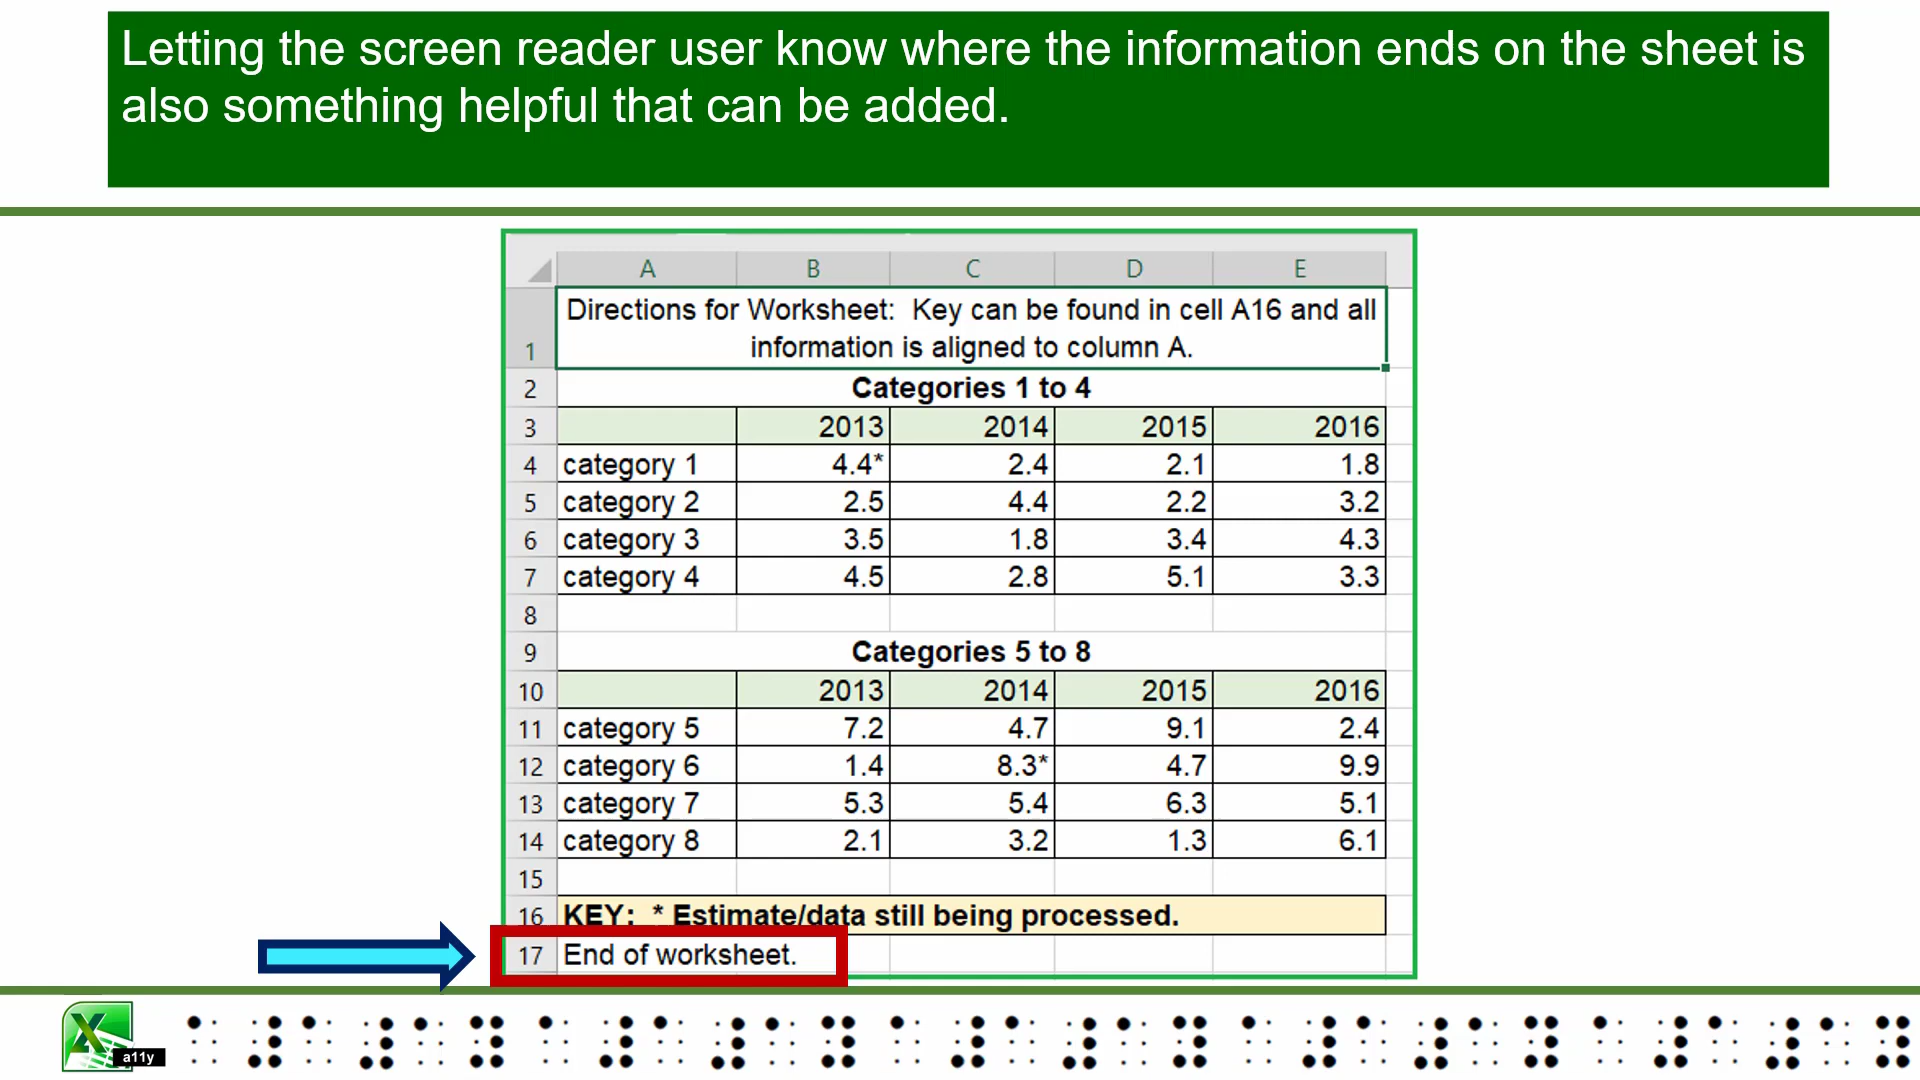 Letting the screen reader user know where the information ends on the sheet is
also something helpful that can be added.
A B C D E
1 Directions for Worksheet:  Key can be found in cell A16 and all
information is aligned to column A.
2 Categories 1 to 4
3 2013 2014 2015 2016
4 category 1 4.4* 2.4 2.1 1.8
5 category 2 2.5 4.4 2.2 3.2
6 category 3 3.5 1.8 3.4 4.3
7 category 4 4.5 2.8 5.1 3.3
8
9 Categories 5 to 8
10 2013 2014 2015 2016
11 category 5 7.2 4.7 9.1 2.4
12 category 6 1.4 8.3* 4.7 9.9
13 category 7 5.3 5.4 6.3 5.1
14 category 8 2.1 3.2 1.3 6.1
15
16 KEY:  * Estimate/data still being processed.
17 End of worksheet.
X
a11y